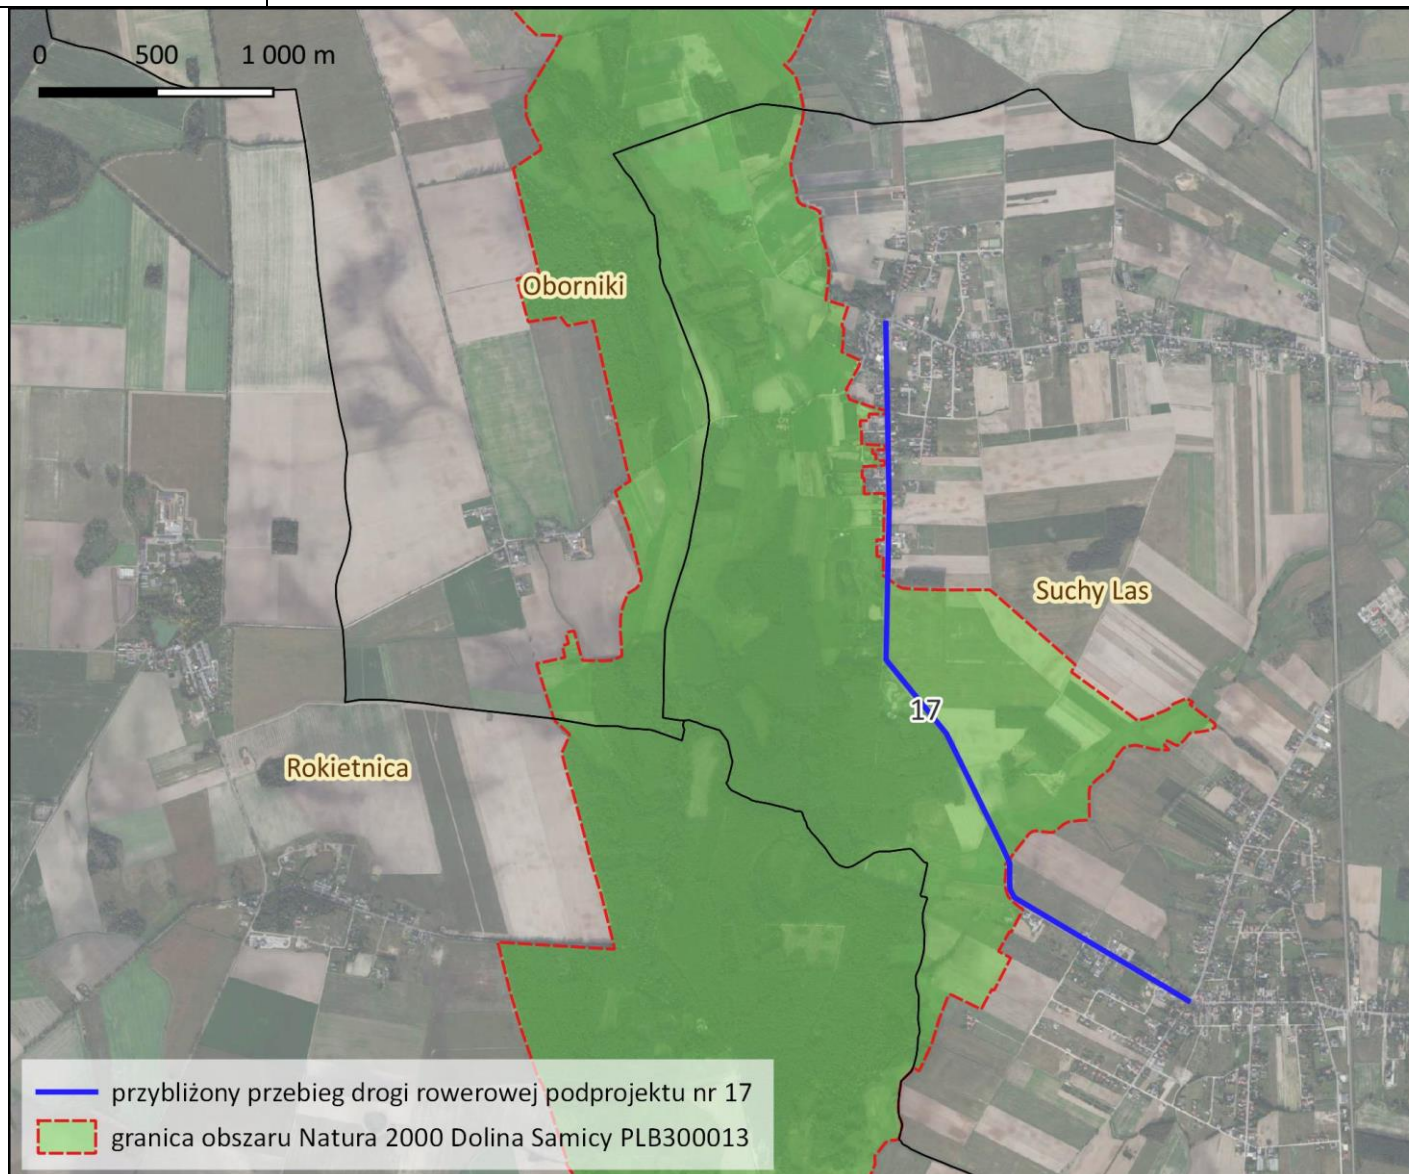 0 500 1 000 m
Oborniki
Suchy Las
17
Rokietnica
przybliżony przebieg drogi rowerowej podprojektu nr 17
granica obszaru Natura 2000 Dolina Samicy PLB300013